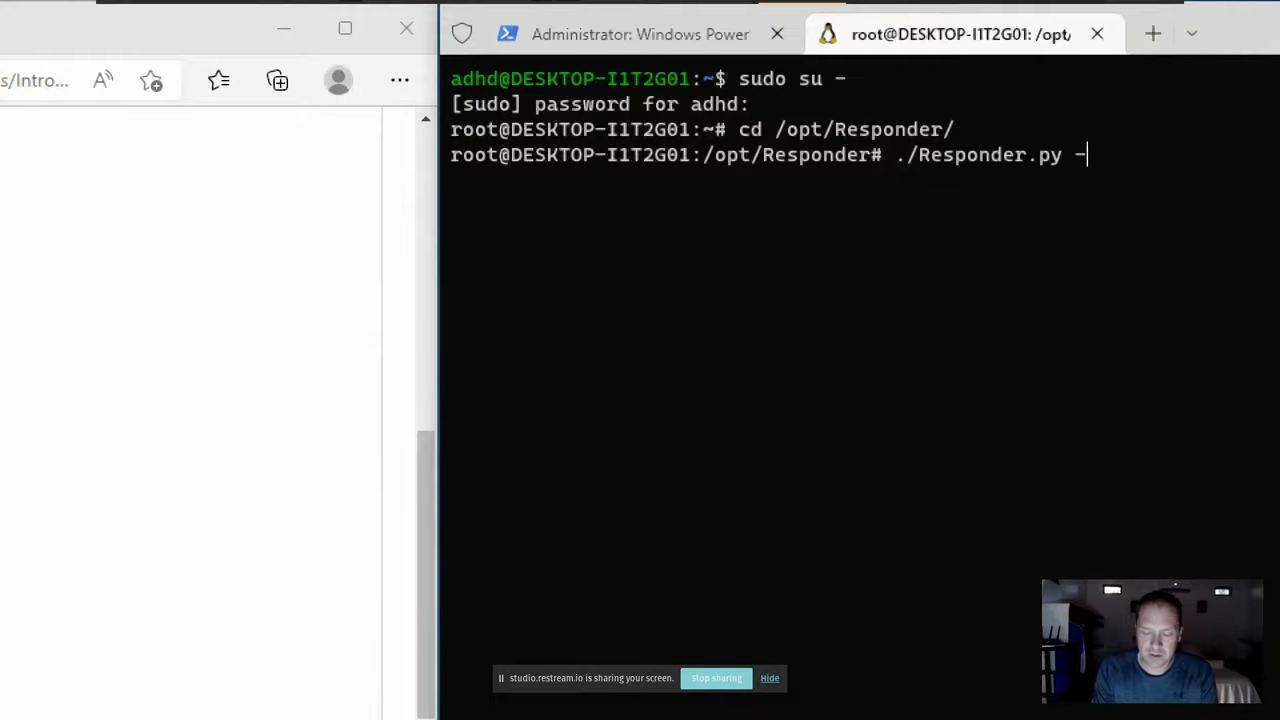 s/Intro...
Administrator: Windows Power
root@DESKTOP-I1T2G01: /opt/
adhd@DESKTOP-I1T2G01:~$ sudo su -
[sudo] password for adhd:
root@DESKTOP-I1T2G01:~# cd /opt/Responder/
root@DESKTOP-I1T2G01:/opt/Responder# ./Responder.py -
studio.restream.io is sharing your screen.
Stop sharing
Hide